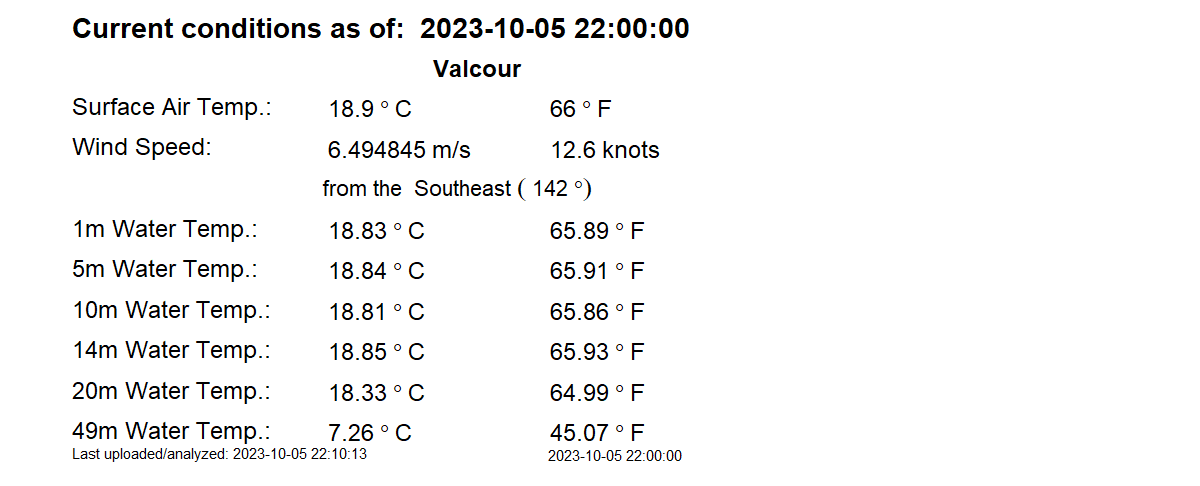 Current conditions as of: 2023-10-05 22:00:00
Valcour
Surface Air Temp.: 18.9 ° C 66 ° F
Wind Speed: 6.494845 m/s 12.6 knots
from the Southeast ( 142 °)
1m Water Temp.: 18.83 ° C 65.89 ° F
5m Water Temp.: 18.84 ° C 65.91 ° F
10m Water Temp.: 18.81 ° C 65.86 ° F
14m Water Temp.: 18.85 ° C 65.93 ° F
20m Water Temp.: 18.33 ° C 64.99 ° F
49m Water Temp.: 7.26 ° C 45.07 ° F
Last uploaded/analyzed: 2023-10-05 22:10:13 2023-10-05 22:00:00